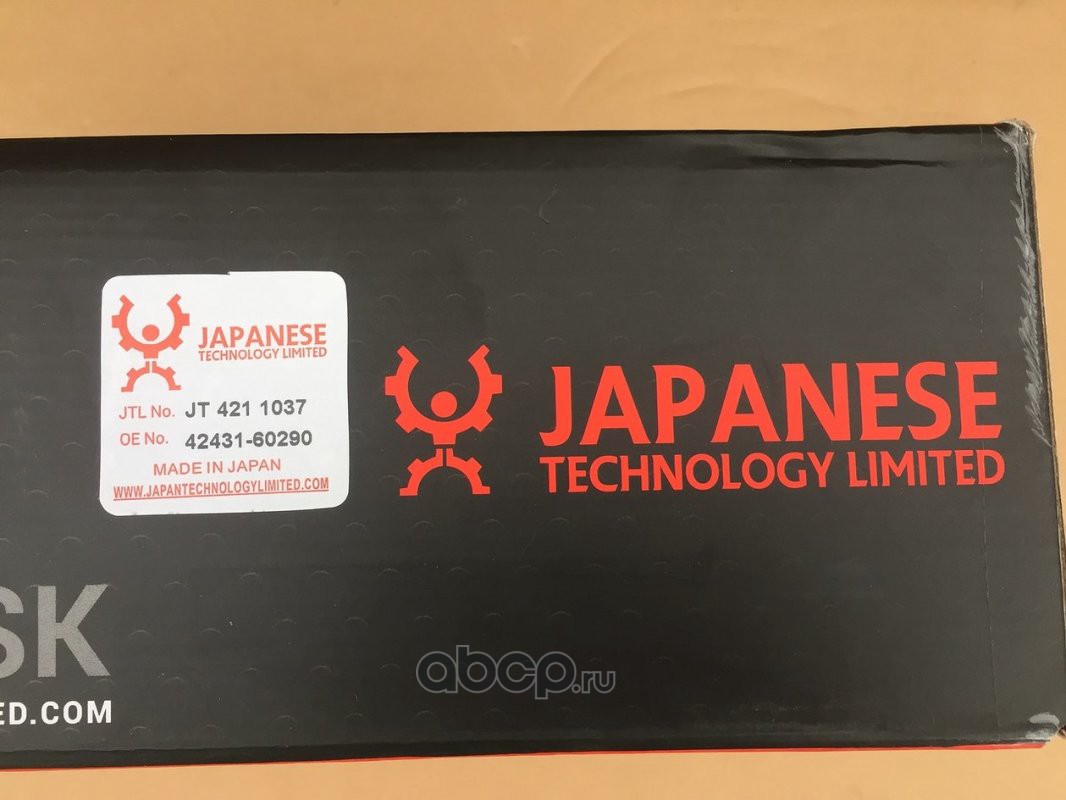 JAPANESE
TECHNOLOGY LIMITED
JTL No. JT 421 1037
OE No. 42431-60290
MADE IN JAPAN
WWW.JAPANTECHNOLOGYLIMITED.COM
JAPANESE
TECHNOLOGY LIMITED
SK
ED.COM
abcp.ru